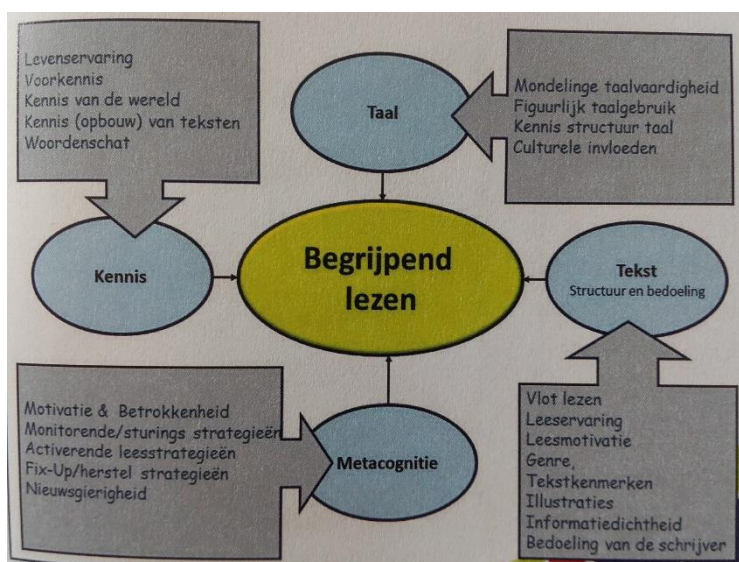 Levenservaring
Voorkennis
Kennis van de wereld
Kennis (opbouw) van teksten
Woordenschat
Taal
Mondelinge taalvaardigheid
Figuurlijk taalgebruik
Kennis structuur taal
Culturele invloeden
Kennis
Begrijpend
lezen
Tekst
Structuur en bedoeling
Motivatie & Betrokkenheid
Monitorende/sturings strategieën
Activerende leesstrategieën
Fix-Up/herstel strategieën
Nieuwsgierigheid
Metacognitie
Vlot lezen
Leeservaring
Leesmotivatie
Genre,
Tekstkenmerken
Illustraties
Informatiedichtheid
Bedoeling van de schrijver